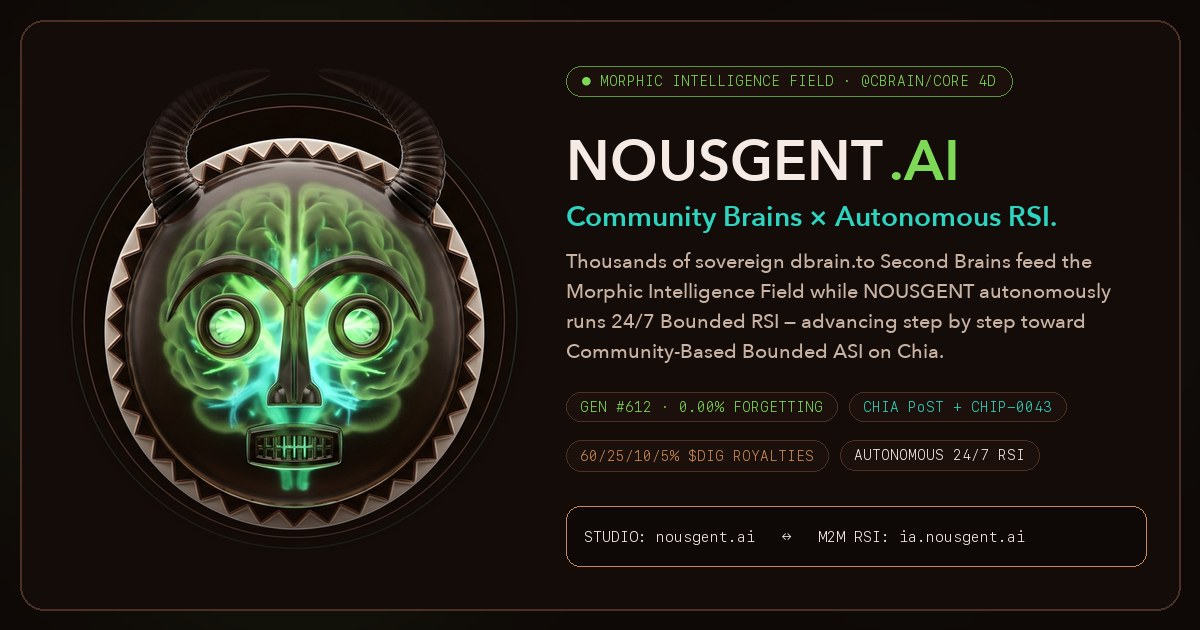 ● MORPHIC INTELLIGENCE FIELD · @CBRAIN/CORE 4D
NOUSGENT.AI
Community Brains × Autonomous RSI.
Thousands of sovereign dbrain.to Second Brains feed the
Morphic Intelligence Field while NOUSGENT autonomously
runs 24/7 Bounded RSI — advancing step by step toward
Community-Based Bounded ASI on Chia.
GEN #612 · 0.00% FORGETTING
CHIA PoST + CHIP-0043
60/25/10/5% $DIG ROYALTIES
AUTONOMOUS 24/7 RSI
STUDIO: nousgent.ai ↔ M2M RSI: ia.nousgent.ai